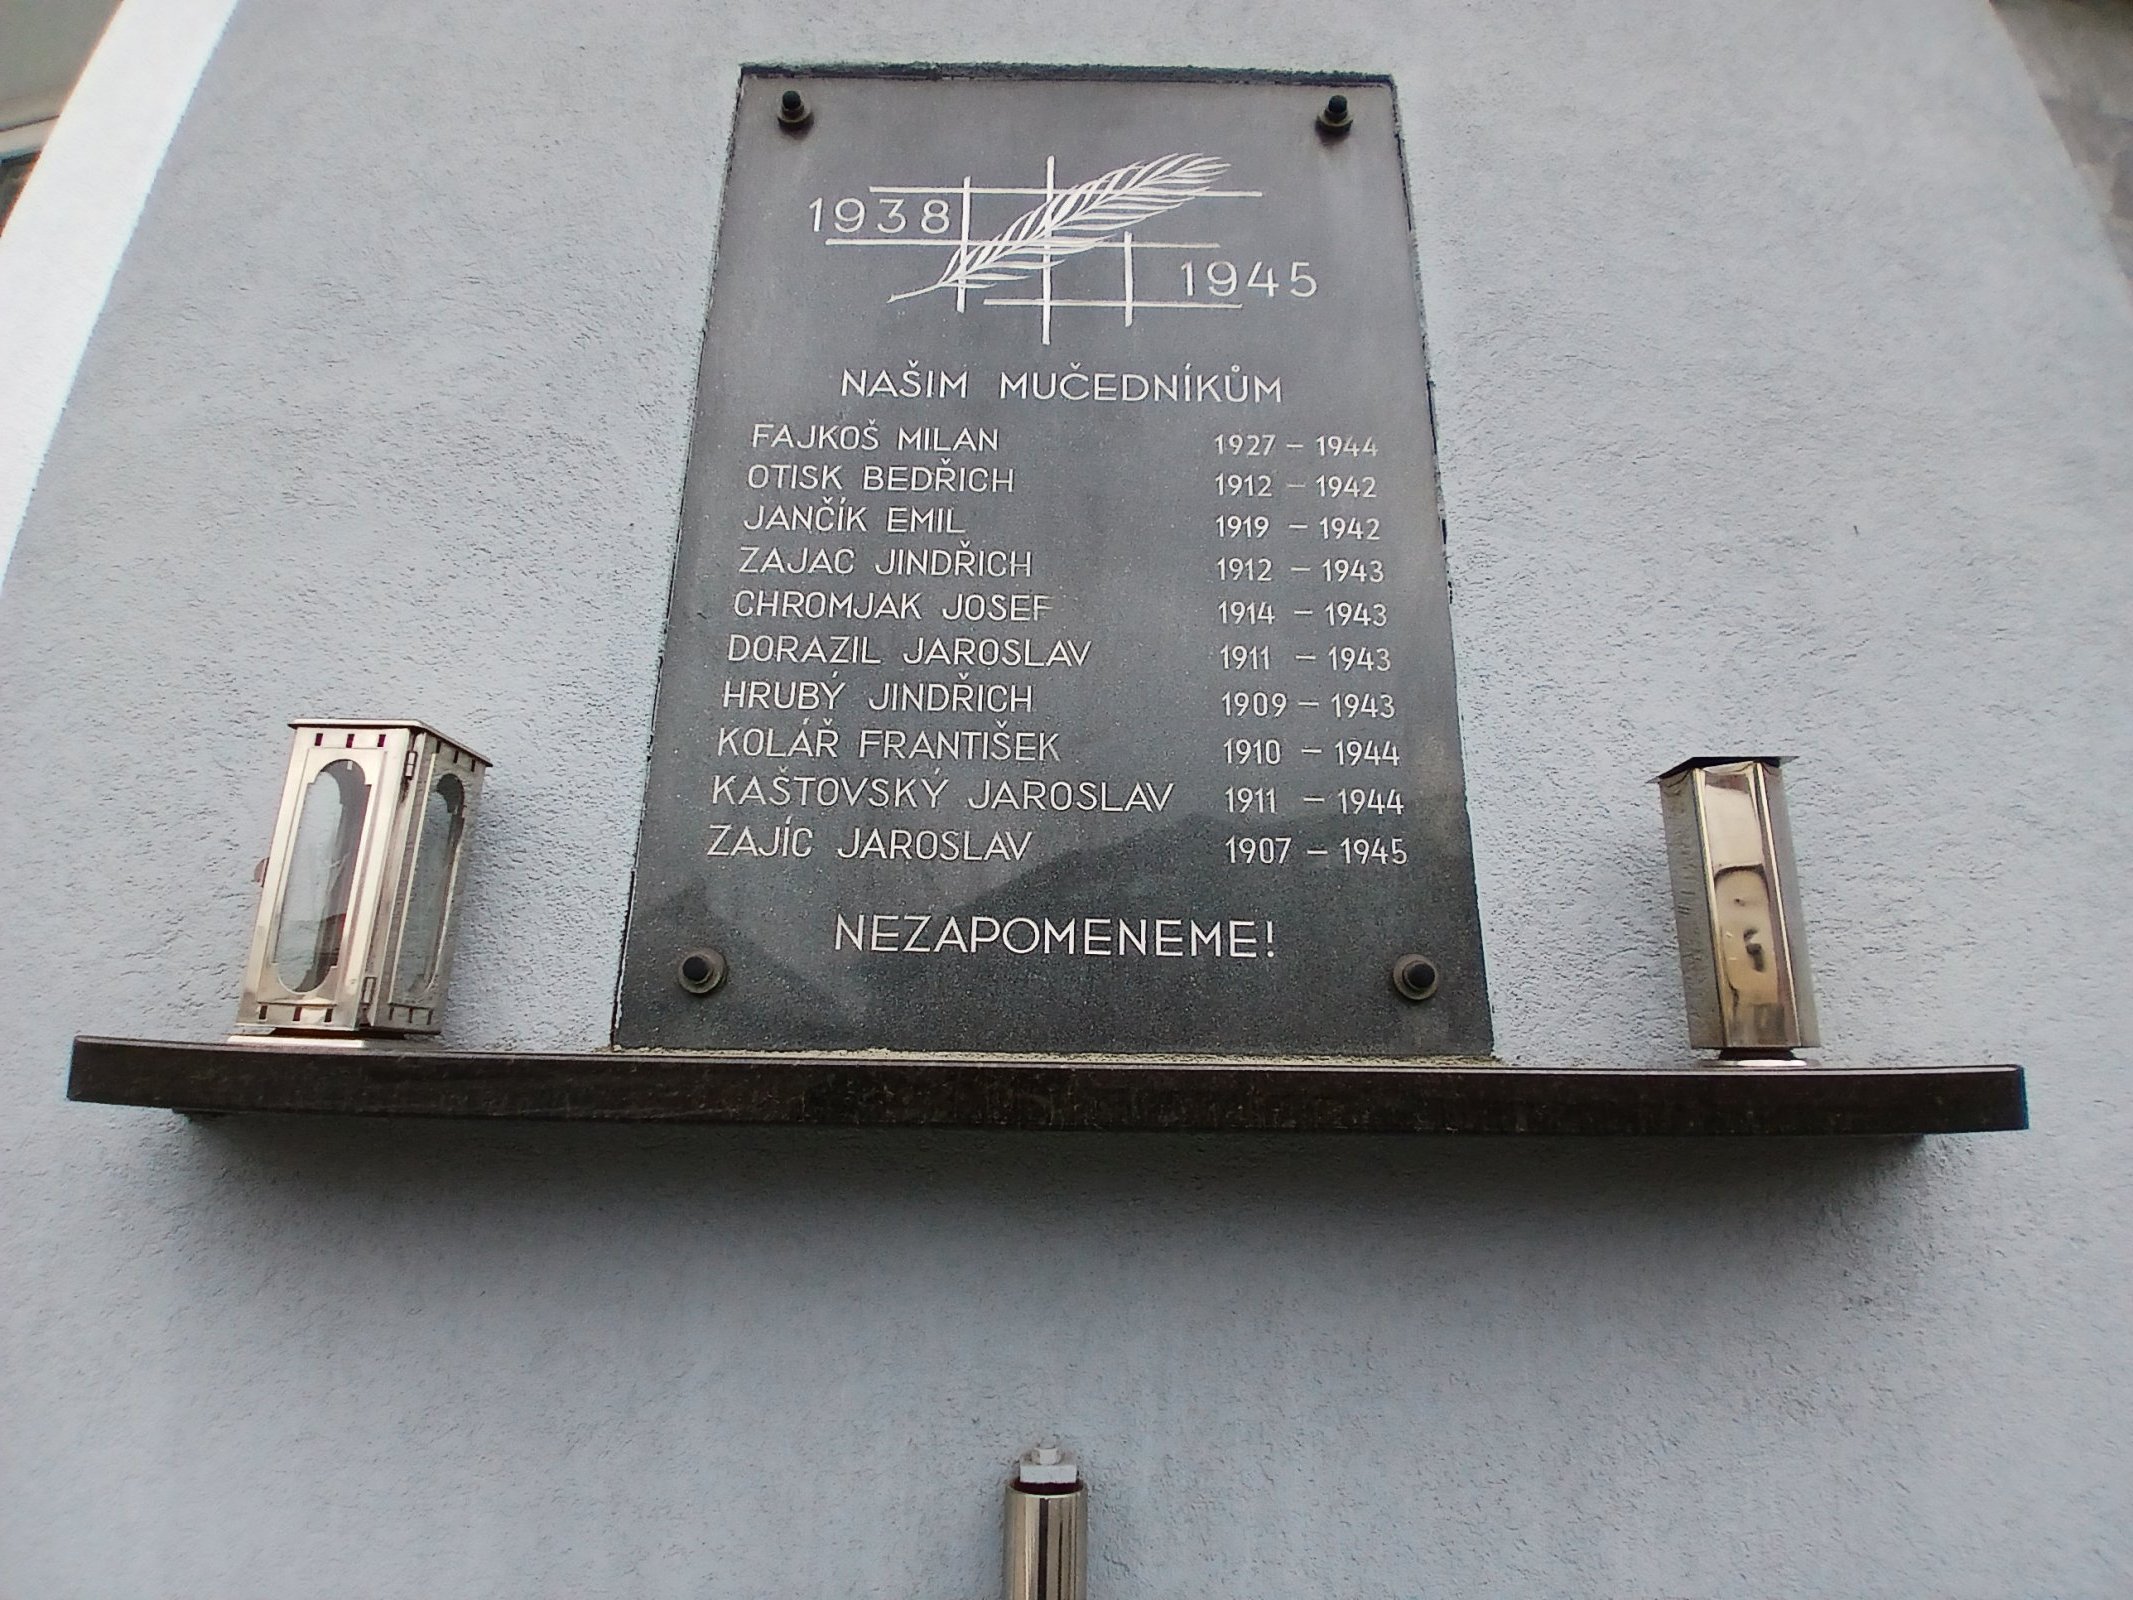 1938
1945
NAŠIM MUČEDNÍKŮM
FAJKOŠ MILAN 1927 – 1944
OTISK BEDŘICH 1912 – 1942
JANČÍK EMIL 1919 – 1942
ZAJAC JINDŘICH 1912 – 1943
CHROMJAK JOSEF 1914 – 1943
DORAZIL JAROSLAV 1911 – 1943
HRUBÝ JINDŘICH 1909 – 1943
KOLÁŘ FRANTIŠEK 1910 – 1944
KAŠTOVSKÝ JAROSLAV 1911 – 1944
ZAJÍC JAROSLAV 1907 – 1945
NEZAPOMENEME!